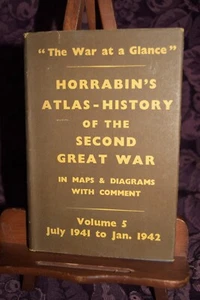 "The War at a Glance"
HORRABIN'S
ATLAS-HISTORY
OF THE
SECOND
GREAT WAR
IN MAPS & DIAGRAMS
WITH COMMENT
Volume 5
July 1941 to Jan. 1942